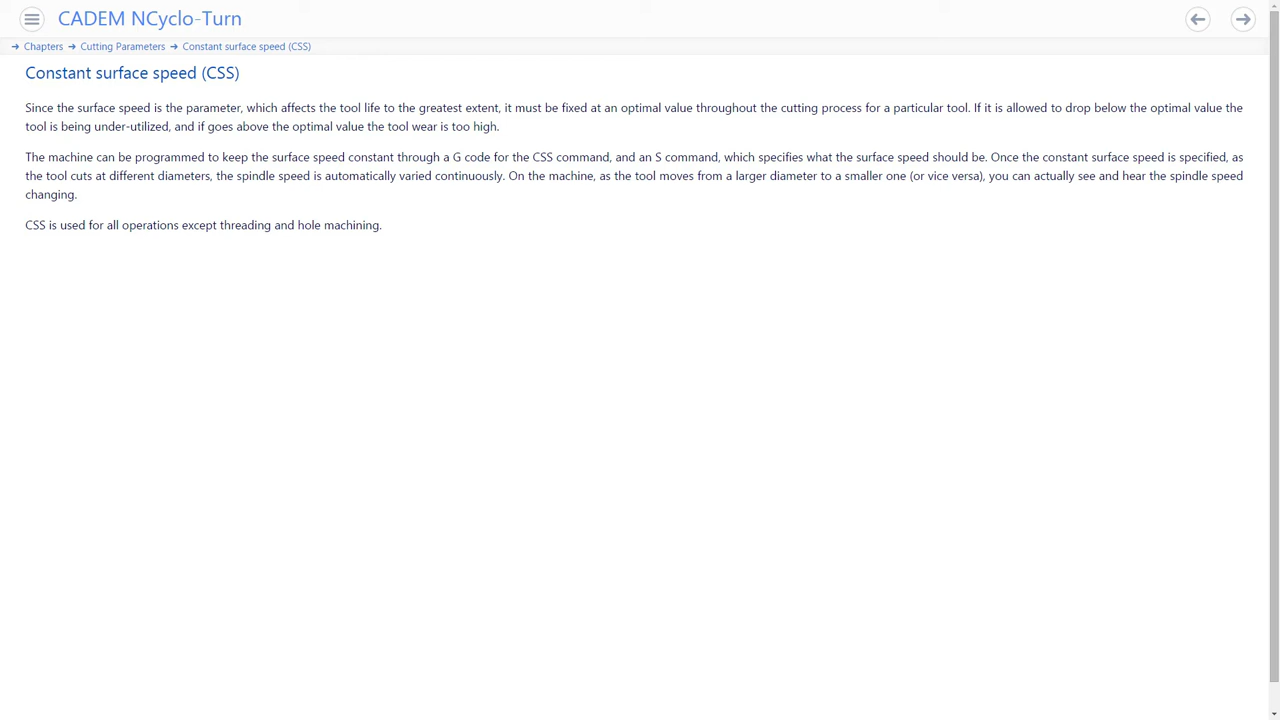 CADEM NCyclo-Turn
Chapters Cutting Parameters Constant surface speed (CSS)
Constant surface speed (CSS)
Since the surface speed is the parameter, which affects the tool life to the greatest extent, it must be fixed at an optimal value throughout the cutting process for a particular tool. If it is allowed to drop below the optimal value the
tool is being under-utilized, and if goes above the optimal value the tool wear is too high.
The machine can be programmed to keep the surface speed constant through a G code for the CSS command, and an S command, which specifies what the surface speed should be. Once the constant surface speed is specified, as
the tool cuts at different diameters, the spindle speed is automatically varied continuously. On the machine, as the tool moves from a larger diameter to a smaller one (or vice versa), you can actually see and hear the spindle speed
changing.
CSS is used for all operations except threading and hole machining.